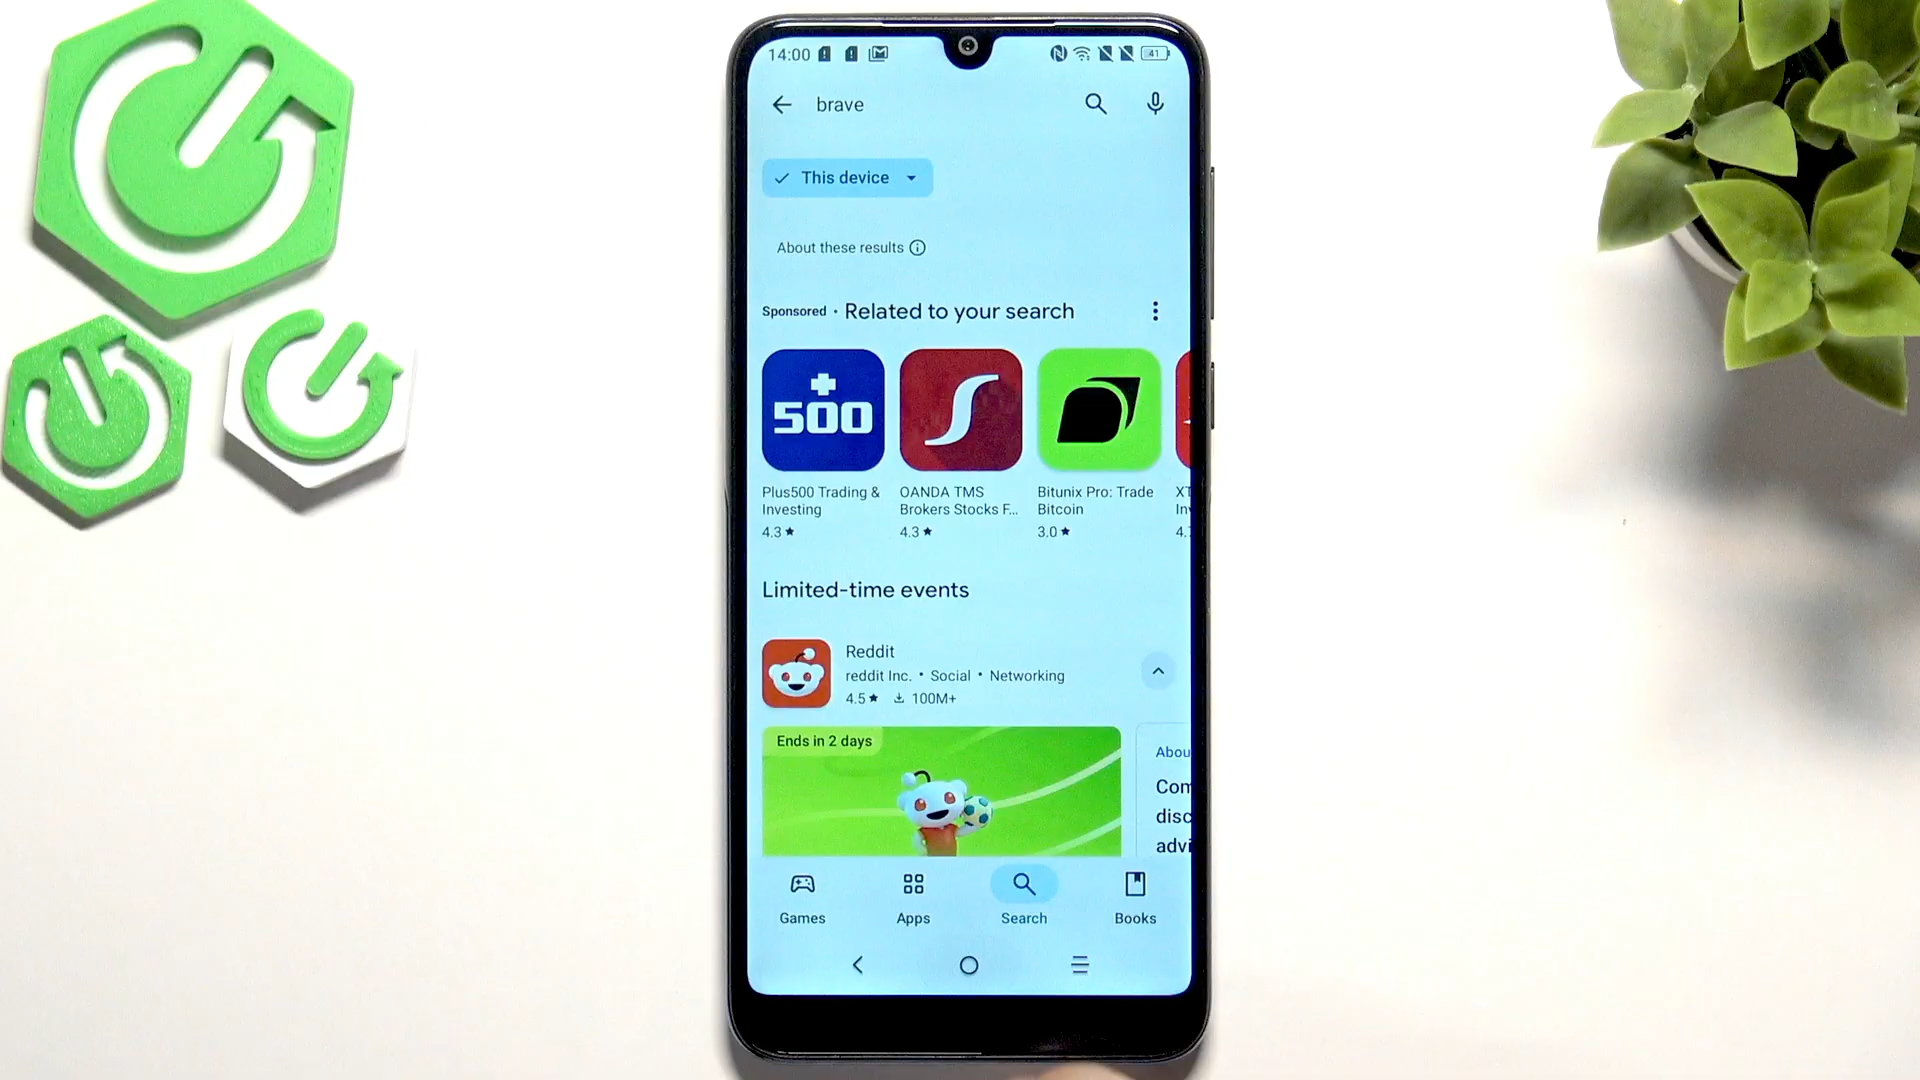 14:00
41
brave
This device
About these results
Sponsored · Related to your search
500
Plus500 Trading & Investing
4.3 ★
OANDA TMS Brokers Stocks F...
4.3 ★
Bitunix Pro: Trade Bitcoin
3.0 ★
Limited-time events
Reddit
reddit Inc. • Social • Networking
4.5 ★ 100M+
Ends in 2 days
Games
Apps
Search
Books